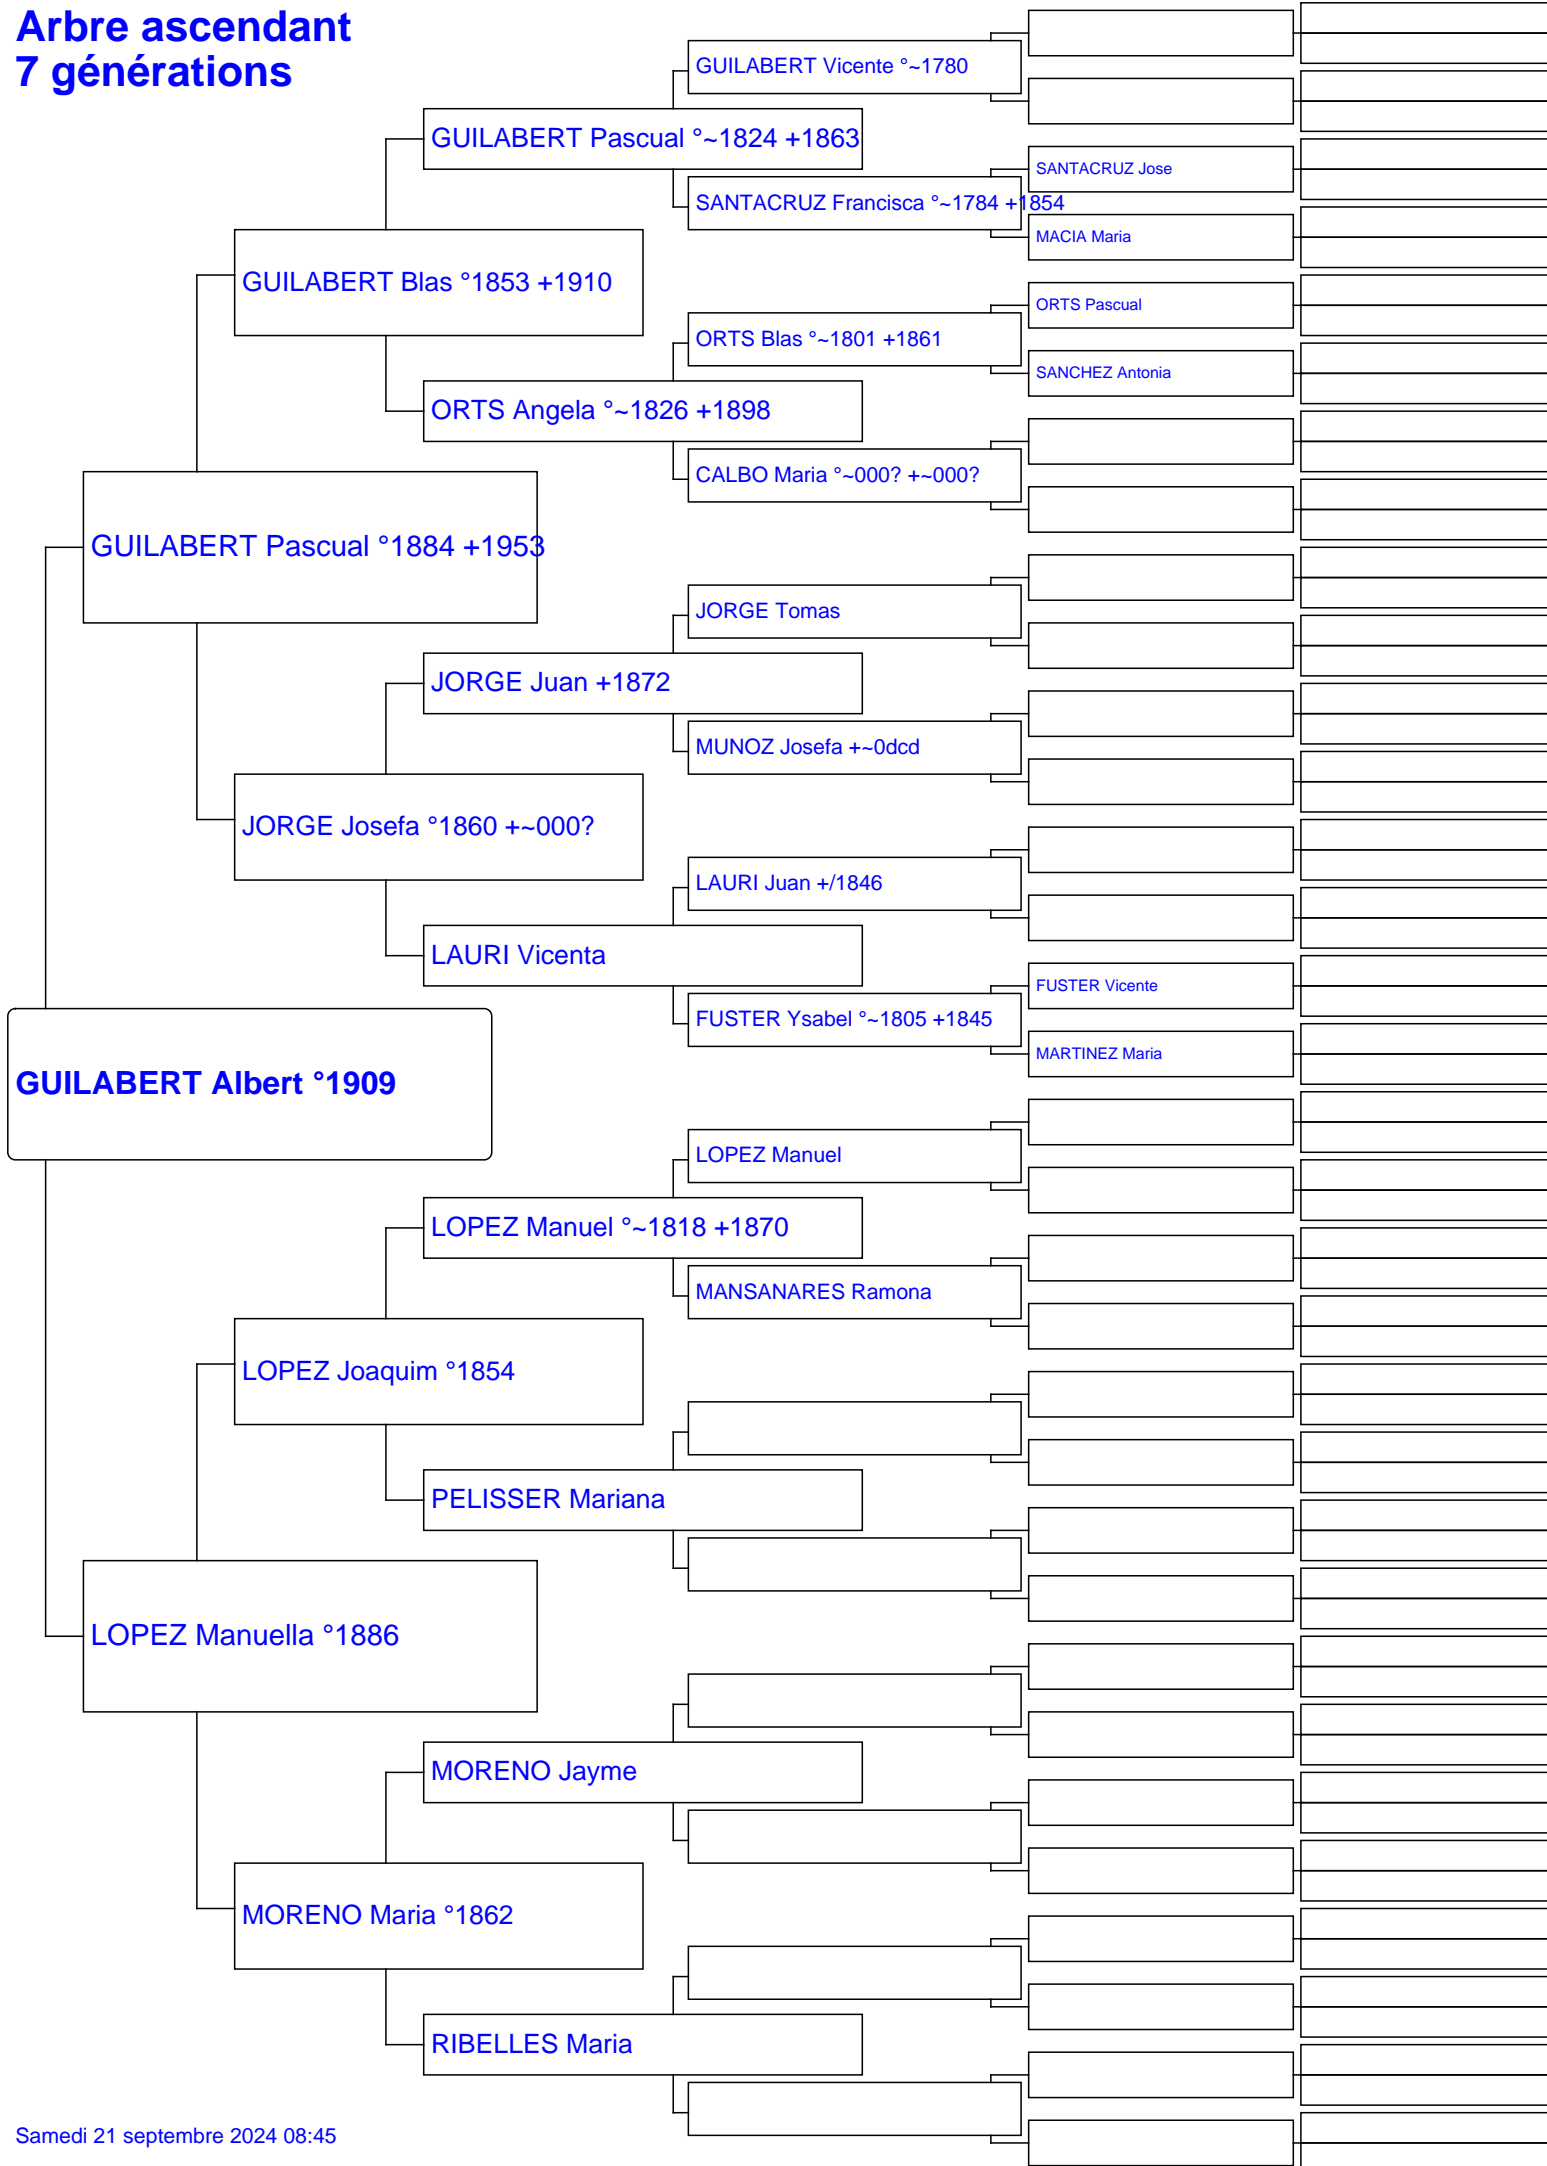 Arbre ascendant
7 générations
GUILABERT Vicente °~1780
GUILABERT Pascual °~1824 +1863
SANTACRUZ Jose
SANTACRUZ Francisca °~1784 +1854
MACIA Maria
GUILABERT Blas °1853 +1910
ORTS Pascual
ORTS Blas °~1801 +1861
SANCHEZ Antonia
ORTS Angela °~1826 +1898
CALBO Maria °~000? +~000?
GUILABERT Pascual °1884 +1953
JORGE Tomas
JORGE Juan +1872
MUNOZ Josefa +~0dcd
JORGE Josefa °1860 +~000?
LAURI Juan +/1846
LAURI Vicenta
FUSTER Vicente
FUSTER Ysabel °~1805 +1845
MARTINEZ Maria
GUILABERT Albert °1909
LOPEZ Manuel
LOPEZ Manuel °~1818 +1870
MANSANARES Ramona
LOPEZ Joaquim °1854
PELISSER Mariana
LOPEZ Manuella °1886
MORENO Jayme
MORENO Maria °1862
RIBELLES Maria
Samedi 21 septembre 2024 08:45